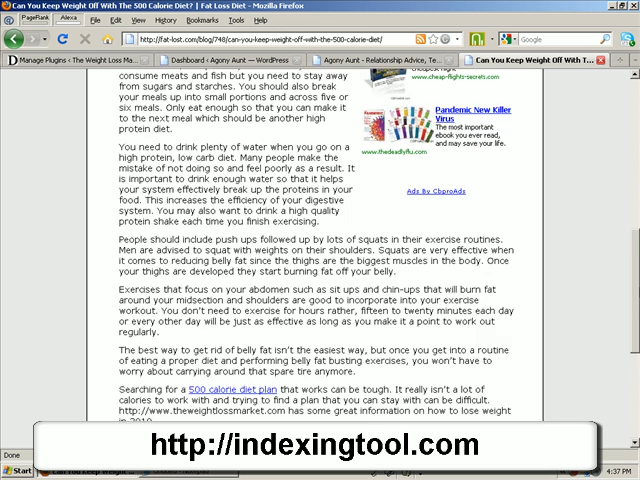 Can You Keep Weight Off With The 500 Calorie Diet? | Fat Loss Diet - Mozilla Firefox
PageRank Alexa File Edit View History Bookmarks Tools Help
http://fat-lost.com/blog/748/can-you-keep-weight-off-with-the-500-calorie-diet/ Google
Manage Plugins ‹ The Weight Loss Ma... Dashboard ‹ Agony Aunt — WordPress Agony Aunt - Relationship Advice, Te... Can You Keep Weight Off With T...
consume meats and fish but you need to stay away
from sugars and starches. You should also break
your meals up into small portions and across five or
six meals. Only eat enough so that you can make it
to the next meal which should be another high
protein diet.
www.cheap-flights-secrets.com
Pandemic New Killer
Virus
The most important
ebook you ever read,
and may save your life.
www.thedeadlyflu.com
Ads By CbproAds
You need to drink plenty of water when you go on a
high protein, low carb diet. Many people make the
mistake of not doing so and feel poorly as a result. It
is important to drink enough water so that it helps
your system effectively break up the proteins in your
food. This increases the efficiency of your digestive
system. You may also want to drink a high quality
protein shake each time you finish exercising.
People should include push ups followed up by lots of squats in their exercise routines.
Men are advised to squat with weights on their shoulders. Squats are very effective when
it comes to reducing belly fat since the thighs are the biggest muscles in the body. Once
your thighs are developed they start burning fat off your belly.
Exercises that focus on your abdomen such as sit ups and chin-ups that will burn fat
around your midsection and shoulders are good to incorporate into your exercise
workout. You don't need to exercise for hours rather, fifteen to twenty minutes each day
or every other day will be just as effective as long as you make it a point to work out
regularly.
The best way to get rid of belly fat isn't the easiest way, but once you get into a routine
of eating a proper diet and performing belly fat busting exercises, you won't have to
worry about carrying around that spare tire anymore.
Searching for a 500 calorie diet plan that works can be tough. It really isn't a lot of
calories to work with and trying to find a plan that you can stay with can be difficult.
http://www.theweightlossmarket.com has some great information on how to lose weight
in 2010
http://indexingtool.com
Done
Start Can You Keep Weight ... 4:37 PM